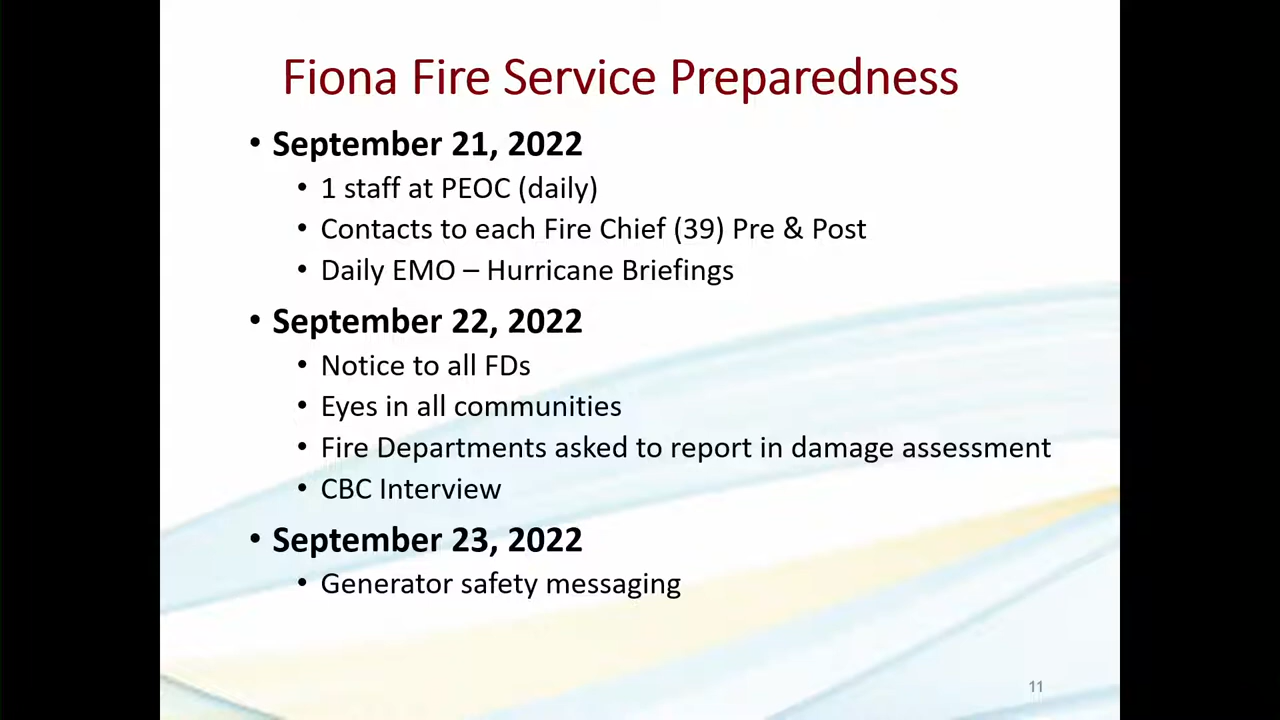 Fiona Fire Service Preparedness
• September 21, 2022
• 1 staff at PEOC (daily)
• Contacts to each Fire Chief (39) Pre & Post
• Daily EMO – Hurricane Briefings
• September 22, 2022
• Notice to all FDs
• Eyes in all communities
• Fire Departments asked to report in damage assessment
• CBC Interview
• September 23, 2022
• Generator safety messaging
11